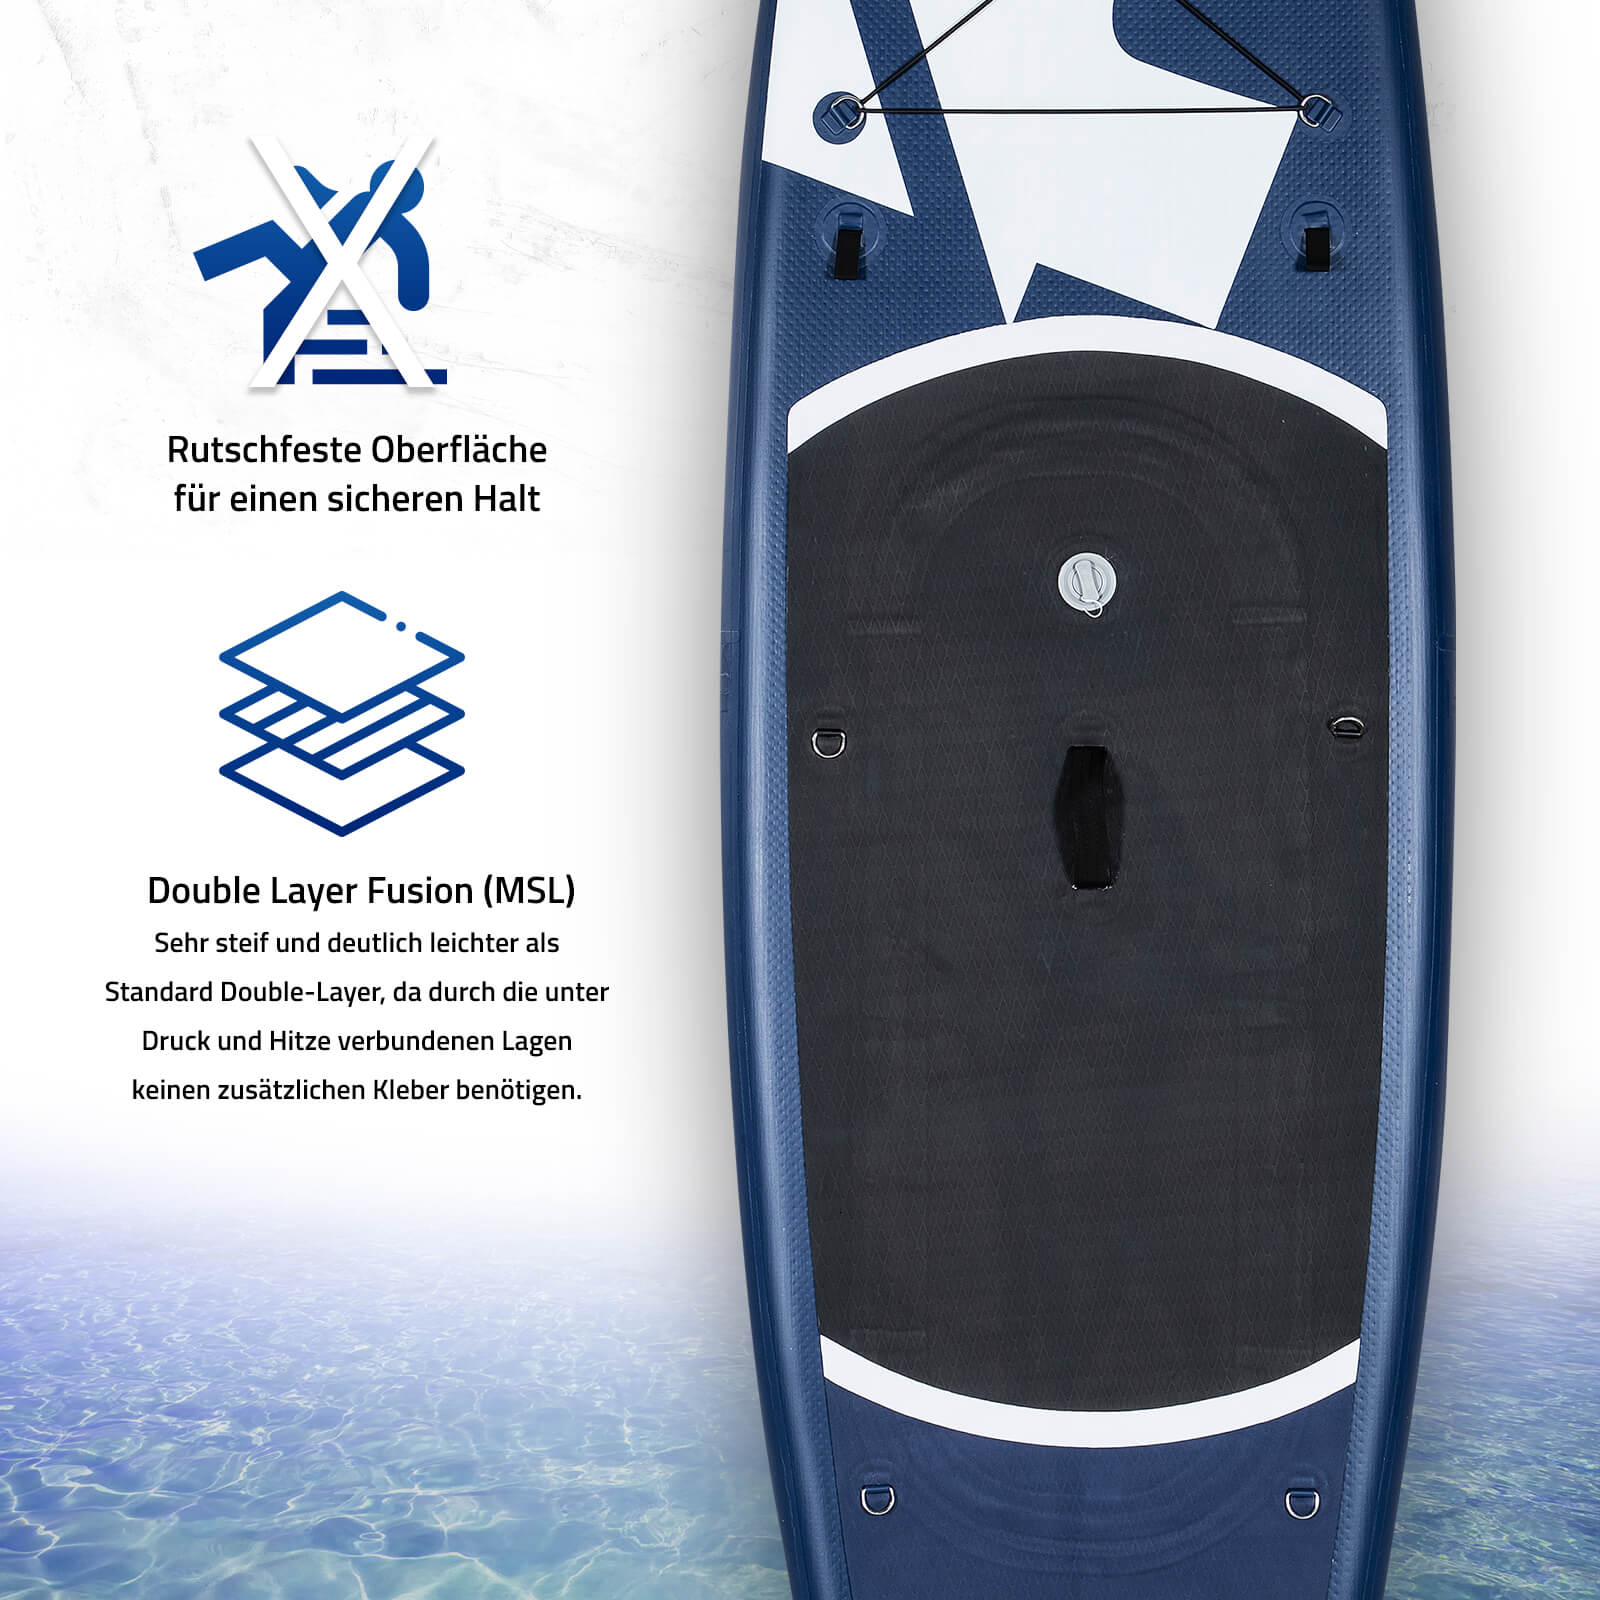 Rutschfeste Oberfläche
für einen sicheren Halt
Double Layer Fusion (MSL)
Sehr steif und deutlich leichter als
Standard Double-Layer, da durch die unter
Druck und Hitze verbundenen Lagen
keinen zusätzlichen Kleber benötigen.